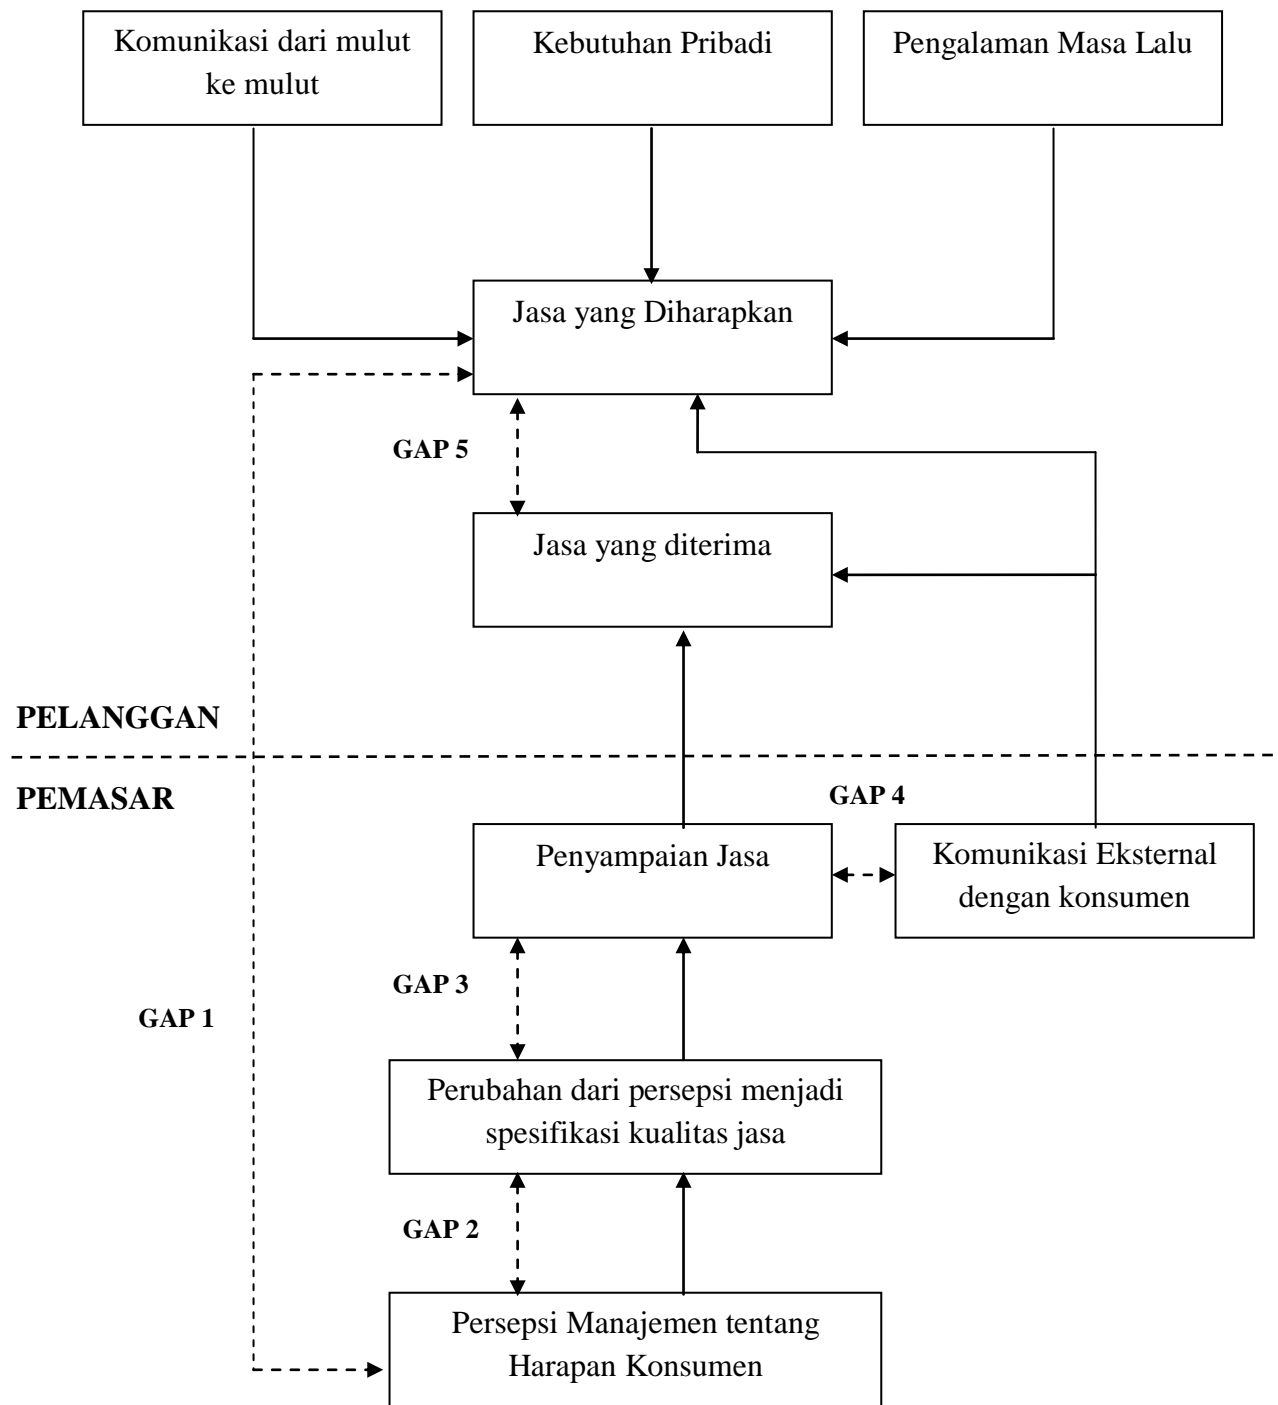 Komunikasi dari mulut
ke mulut
Kebutuhan Pribadi
Pengalaman Masa Lalu
Jasa yang Diharapkan
GAP 5
Jasa yang diterima
PELANGGAN
PEMASAR
GAP 4
Penyampaian Jasa
Komunikasi Eksternal
dengan konsumen
GAP 3
GAP 1
Perubahan dari persepsi menjadi
spesifikasi kualitas jasa
GAP 2
Persepsi Manajemen tentang
Harapan Konsumen